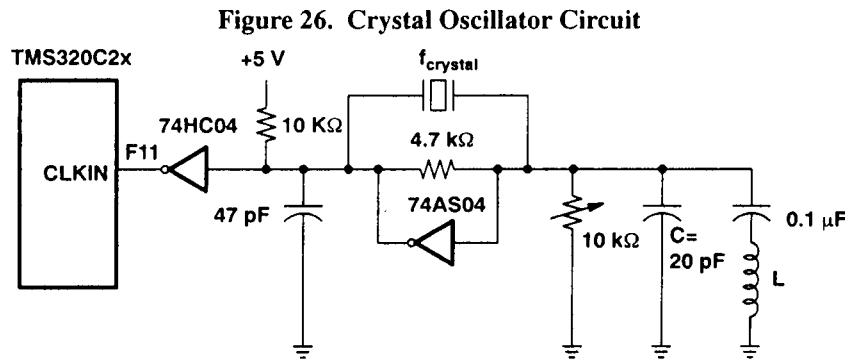 Figure 26. Crystal Oscillator Circuit
TMS320C2x
+5 V
fcrystal
74HC04
10 KΩ
4.7 kΩ
F11
CLKIN
74AS04
47 pF
10 kΩ
C=
20 pF
0.1 μF
L